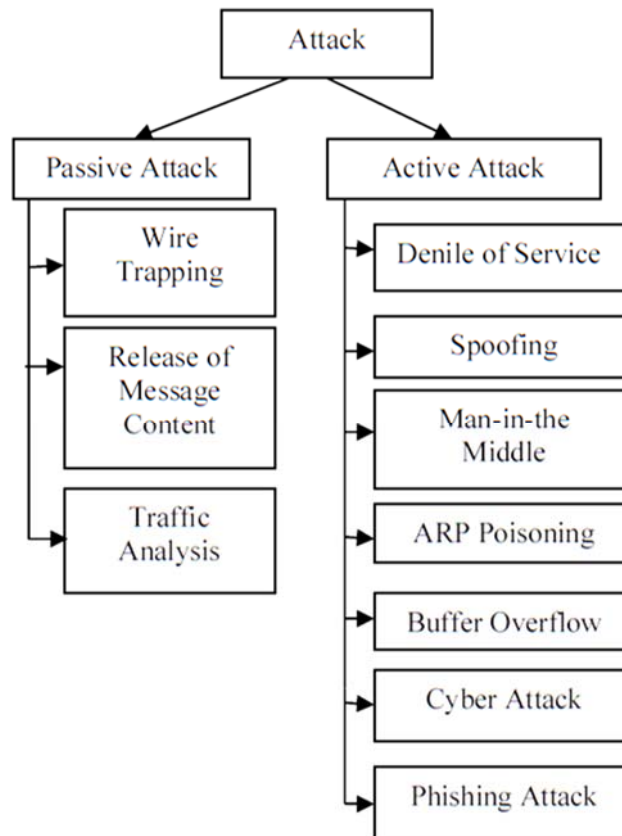 Attack
Passive Attack
Wire
Trapping
Release of
Message
Content
Traffic
Analysis
Active Attack
Denile of Service
Spoofing
Man-in-the
Middle
ARP Poisoning
Buffer Overflow
Cyber Attack
Phishing Attack